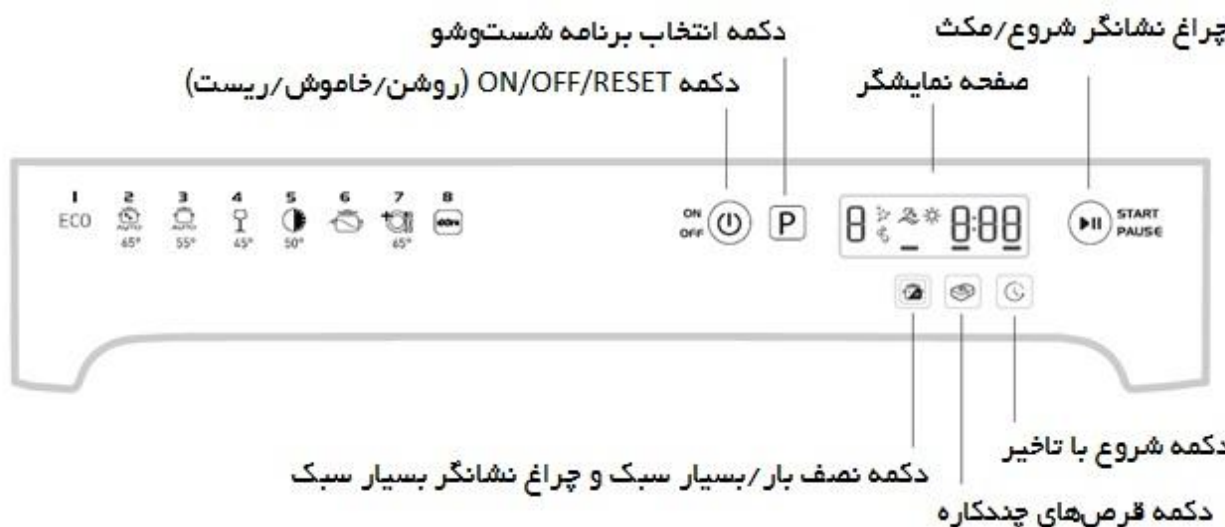 چراغ نشانگر شروع/مکث
دکمه انتخاب برنامه شست‌وشو
صفحه نمایشگر
دکمه ON/OFF/RESET (روشن/خاموش/ریست)
1 2 3 4 5 6 7 8
ECO
AUTO AUTO
65° 55° 45° 50° 65°
ON
OFF
P
8 8:88
START
PAUSE
دکمه شروع با تاخیر
دکمه نصف بار/بسیار سبک و چراغ نشانگر بسیار سبک
دکمه قرص‌های چندکاره